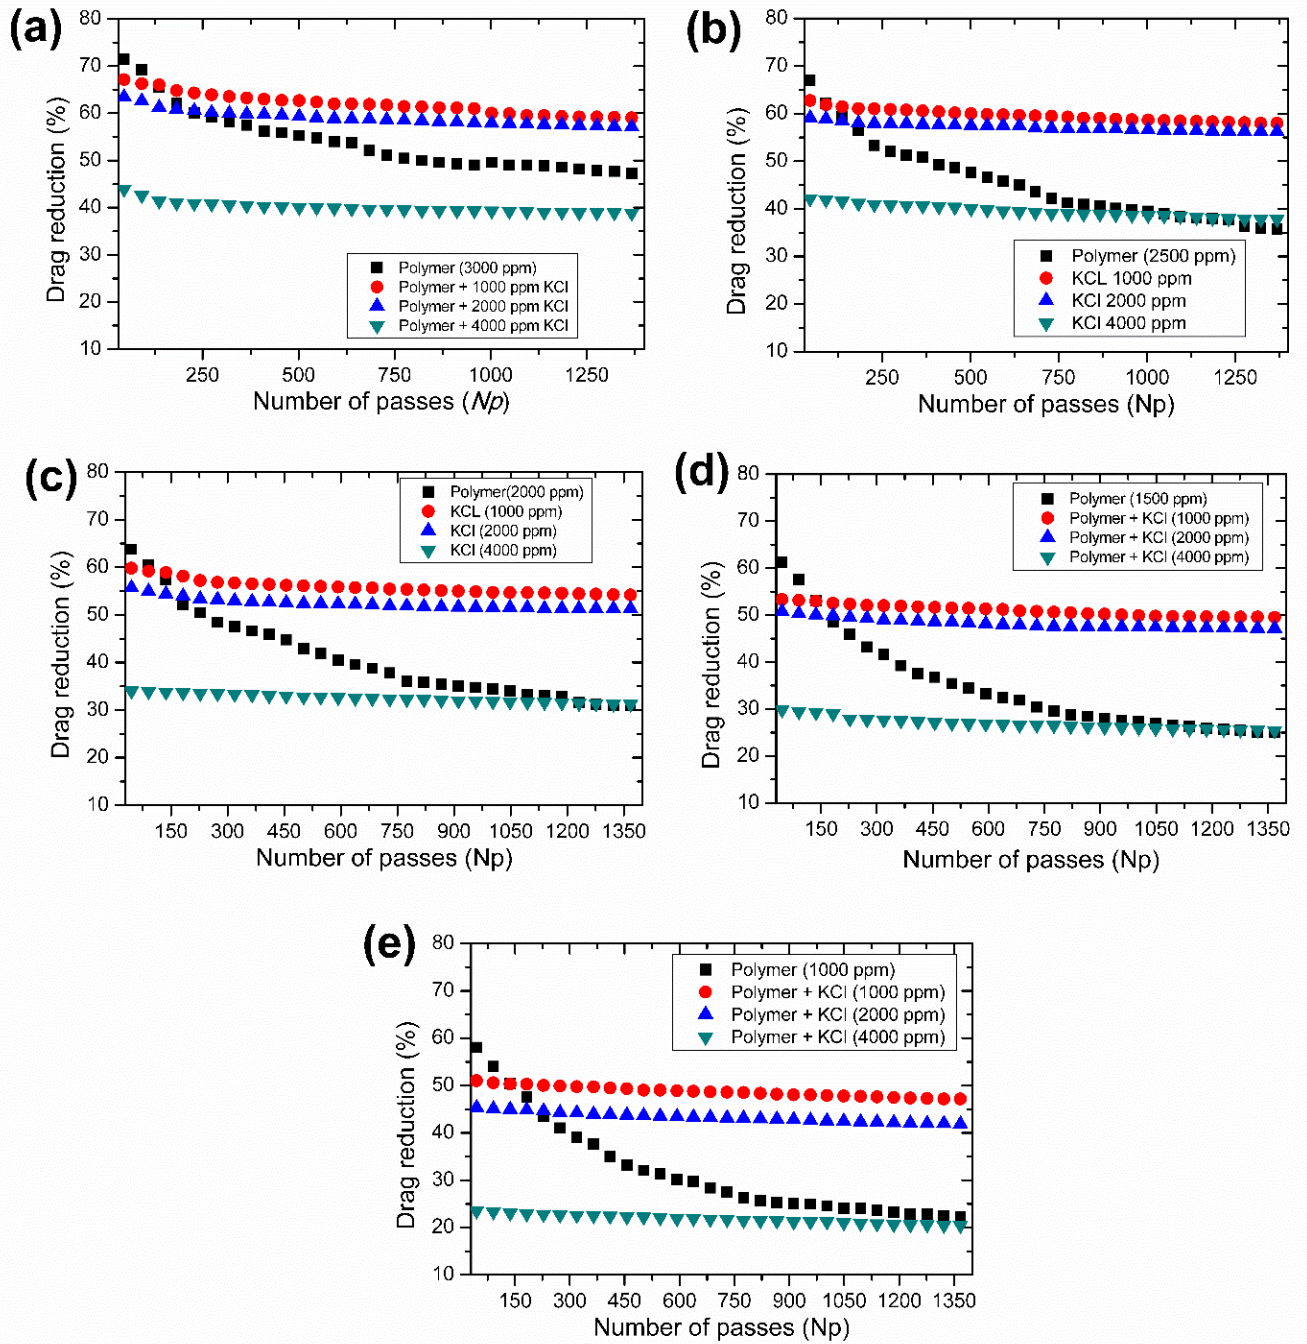 (a)
80
70
60
50
40
30
20
10
Drag reduction (%)
Polymer (3000 ppm)
Polymer + 1000 ppm KCl
Polymer + 2000 ppm KCl
Polymer + 4000 ppm KCl
250 500 750 1000 1250
Number of passes (Np)
(b)
80
70
60
50
40
30
20
10
Drag reduction (%)
Polymer (2500 ppm)
KCL 1000 ppm
KCl 2000 ppm
KCl 4000 ppm
250 500 750 1000 1250
Number of passes (Np)
(c)
80
70
60
50
40
30
20
10
Drag reduction (%)
Polymer(2000 ppm)
KCL (1000 ppm)
KCl (2000 ppm)
KCl (4000 ppm)
150 300 450 600 750 900 1050 1200 1350
Number of passes (Np)
(d)
80
70
60
50
40
30
20
10
Drag reduction (%)
Polymer (1500 ppm)
Polymer + KCl (1000 ppm)
Polymer + KCl (2000 ppm)
Polymer + KCl (4000 ppm)
150 300 450 600 750 900 1050 1200 1350
Number of passes (Np)
(e)
80
70
60
50
40
30
20
10
Drag reduction (%)
Polymer (1000 ppm)
Polymer + KCl (1000 ppm)
Polymer + KCl (2000 ppm)
Polymer + KCl (4000 ppm)
150 300 450 600 750 900 1050 1200 1350
Number of passes (Np)